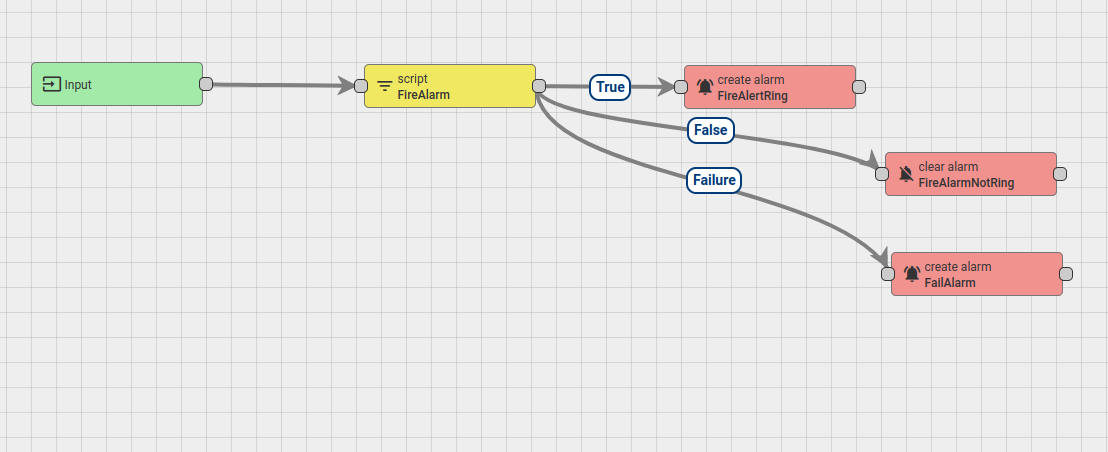 Input
script
FireAlarm
True
create alarm
FireAlertRing
False
clear alarm
FireAlarmNotRing
Failure
create alarm
FailAlarm